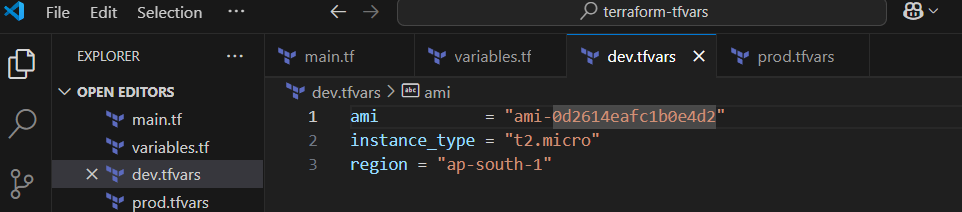 File Edit Selection ··· terraform-tfvars
EXPLORER ··· main.tf variables.tf dev.tfvars prod.tfvars
OPEN EDITORS
main.tf
variables.tf
dev.tfvars
prod.tfvars
dev.tfvars > abc ami
1 ami = "ami-0d2614eafc1b0e4d2"
2 instance_type = "t2.micro"
3 region = "ap-south-1"